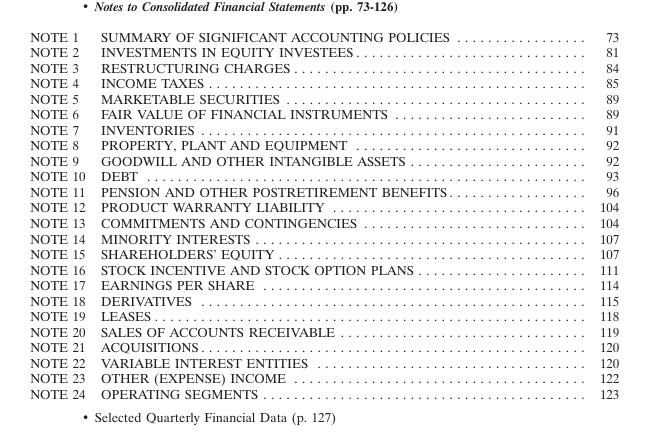 • Notes to Consolidated Financial Statements (pp. 73-126)
NOTE 1 SUMMARY OF SIGNIFICANT ACCOUNTING POLICIES . . . . . . . . . . . . . . . . . 73
NOTE 2 INVESTMENTS IN EQUITY INVESTEES . . . . . . . . . . . . . . . . . . . . . . . . . . . . . 81
NOTE 3 RESTRUCTURING CHARGES . . . . . . . . . . . . . . . . . . . . . . . . . . . . . . . . . . . . . 84
NOTE 4 INCOME TAXES . . . . . . . . . . . . . . . . . . . . . . . . . . . . . . . . . . . . . . . . . . . . . . . . 85
NOTE 5 MARKETABLE SECURITIES . . . . . . . . . . . . . . . . . . . . . . . . . . . . . . . . . . . . . . 89
NOTE 6 FAIR VALUE OF FINANCIAL INSTRUMENTS . . . . . . . . . . . . . . . . . . . . . . . . . 89
NOTE 7 INVENTORIES . . . . . . . . . . . . . . . . . . . . . . . . . . . . . . . . . . . . . . . . . . . . . . . . . 91
NOTE 8 PROPERTY, PLANT AND EQUIPMENT . . . . . . . . . . . . . . . . . . . . . . . . . . . . . 92
NOTE 9 GOODWILL AND OTHER INTANGIBLE ASSETS . . . . . . . . . . . . . . . . . . . . . . 92
NOTE 10 DEBT . . . . . . . . . . . . . . . . . . . . . . . . . . . . . . . . . . . . . . . . . . . . . . . . . . . . . . . . 93
NOTE 11 PENSION AND OTHER POSTRETIREMENT BENEFITS . . . . . . . . . . . . . . . . . 96
NOTE 12 PRODUCT WARRANTY LIABILITY . . . . . . . . . . . . . . . . . . . . . . . . . . . . . . . . 104
NOTE 13 COMMITMENTS AND CONTINGENCIES . . . . . . . . . . . . . . . . . . . . . . . . . . . . 104
NOTE 14 MINORITY INTERESTS . . . . . . . . . . . . . . . . . . . . . . . . . . . . . . . . . . . . . . . . . . 107
NOTE 15 SHAREHOLDERS' EQUITY . . . . . . . . . . . . . . . . . . . . . . . . . . . . . . . . . . . . . . . 107
NOTE 16 STOCK INCENTIVE AND STOCK OPTION PLANS . . . . . . . . . . . . . . . . . . . . . 111
NOTE 17 EARNINGS PER SHARE . . . . . . . . . . . . . . . . . . . . . . . . . . . . . . . . . . . . . . . . . 114
NOTE 18 DERIVATIVES . . . . . . . . . . . . . . . . . . . . . . . . . . . . . . . . . . . . . . . . . . . . . . . . . 115
NOTE 19 LEASES . . . . . . . . . . . . . . . . . . . . . . . . . . . . . . . . . . . . . . . . . . . . . . . . . . . . . . . 118
NOTE 20 SALES OF ACCOUNTS RECEIVABLE . . . . . . . . . . . . . . . . . . . . . . . . . . . . . . . 119
NOTE 21 ACQUISITIONS . . . . . . . . . . . . . . . . . . . . . . . . . . . . . . . . . . . . . . . . . . . . . . . . . 120
NOTE 22 VARIABLE INTEREST ENTITIES . . . . . . . . . . . . . . . . . . . . . . . . . . . . . . . . . . 120
NOTE 23 OTHER (EXPENSE) INCOME . . . . . . . . . . . . . . . . . . . . . . . . . . . . . . . . . . . . . 122
NOTE 24 OPERATING SEGMENTS . . . . . . . . . . . . . . . . . . . . . . . . . . . . . . . . . . . . . . . . . 123
• Selected Quarterly Financial Data (p. 127)